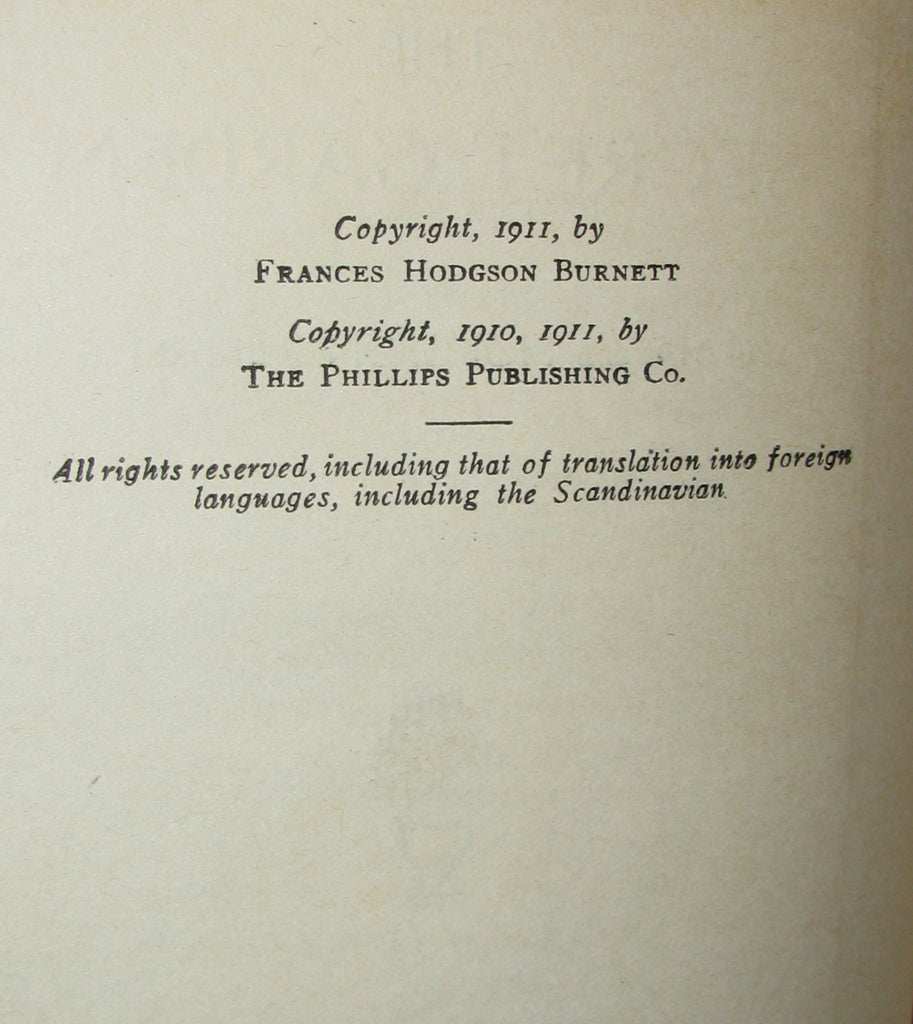 Copyright, 1911, by
FRANCES HODGSON BURNETT
Copyright, 1910, 1911, by
THE PHILLIPS PUBLISHING CO.
All rights reserved, including that of translation into foreign
languages, including the Scandinavian.